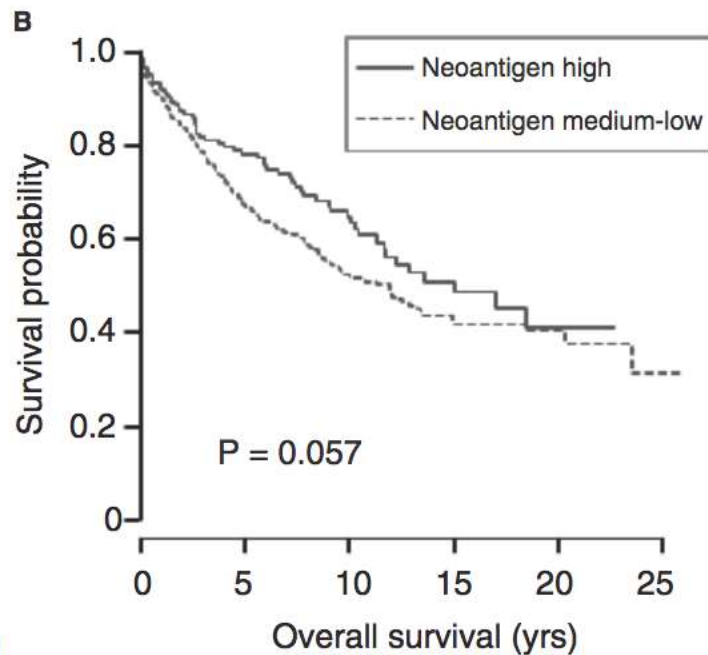 B
1.0
0.8
0.6
0.4
0.2
0
Survival probability
Neoantigen high
Neoantigen medium-low
P = 0.057
0 5 10 15 20 25
Overall survival (yrs)